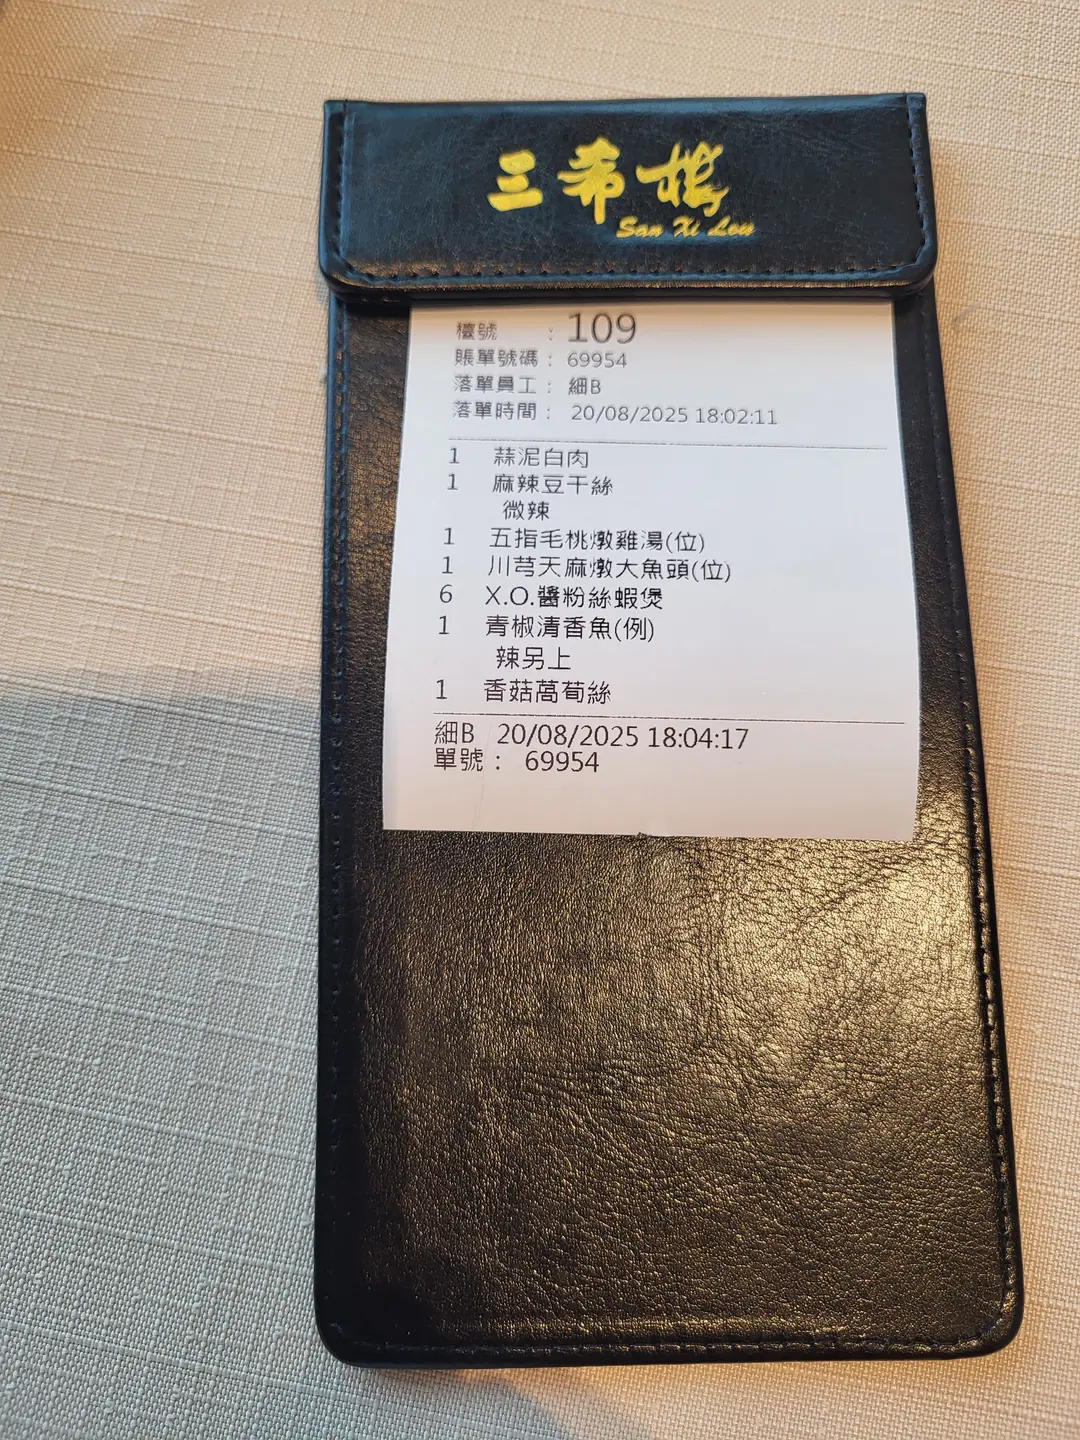 三希樓
San Xi Lou
檯號 : 109
賬單號碼 : 69954
落單員工 : 細B
落單時間 : 20/08/2025 18:02:11
1 蒜泥白肉
1 麻辣豆干絲
微辣
1 五指毛桃燉雞湯(位)
1 川芎天麻燉大魚頭(位)
6 X.O.醬粉絲蝦煲
1 青椒清香魚(例)
辣另上
1 香菇萵荀絲
細B 20/08/2025 18:04:17
單號 : 69954